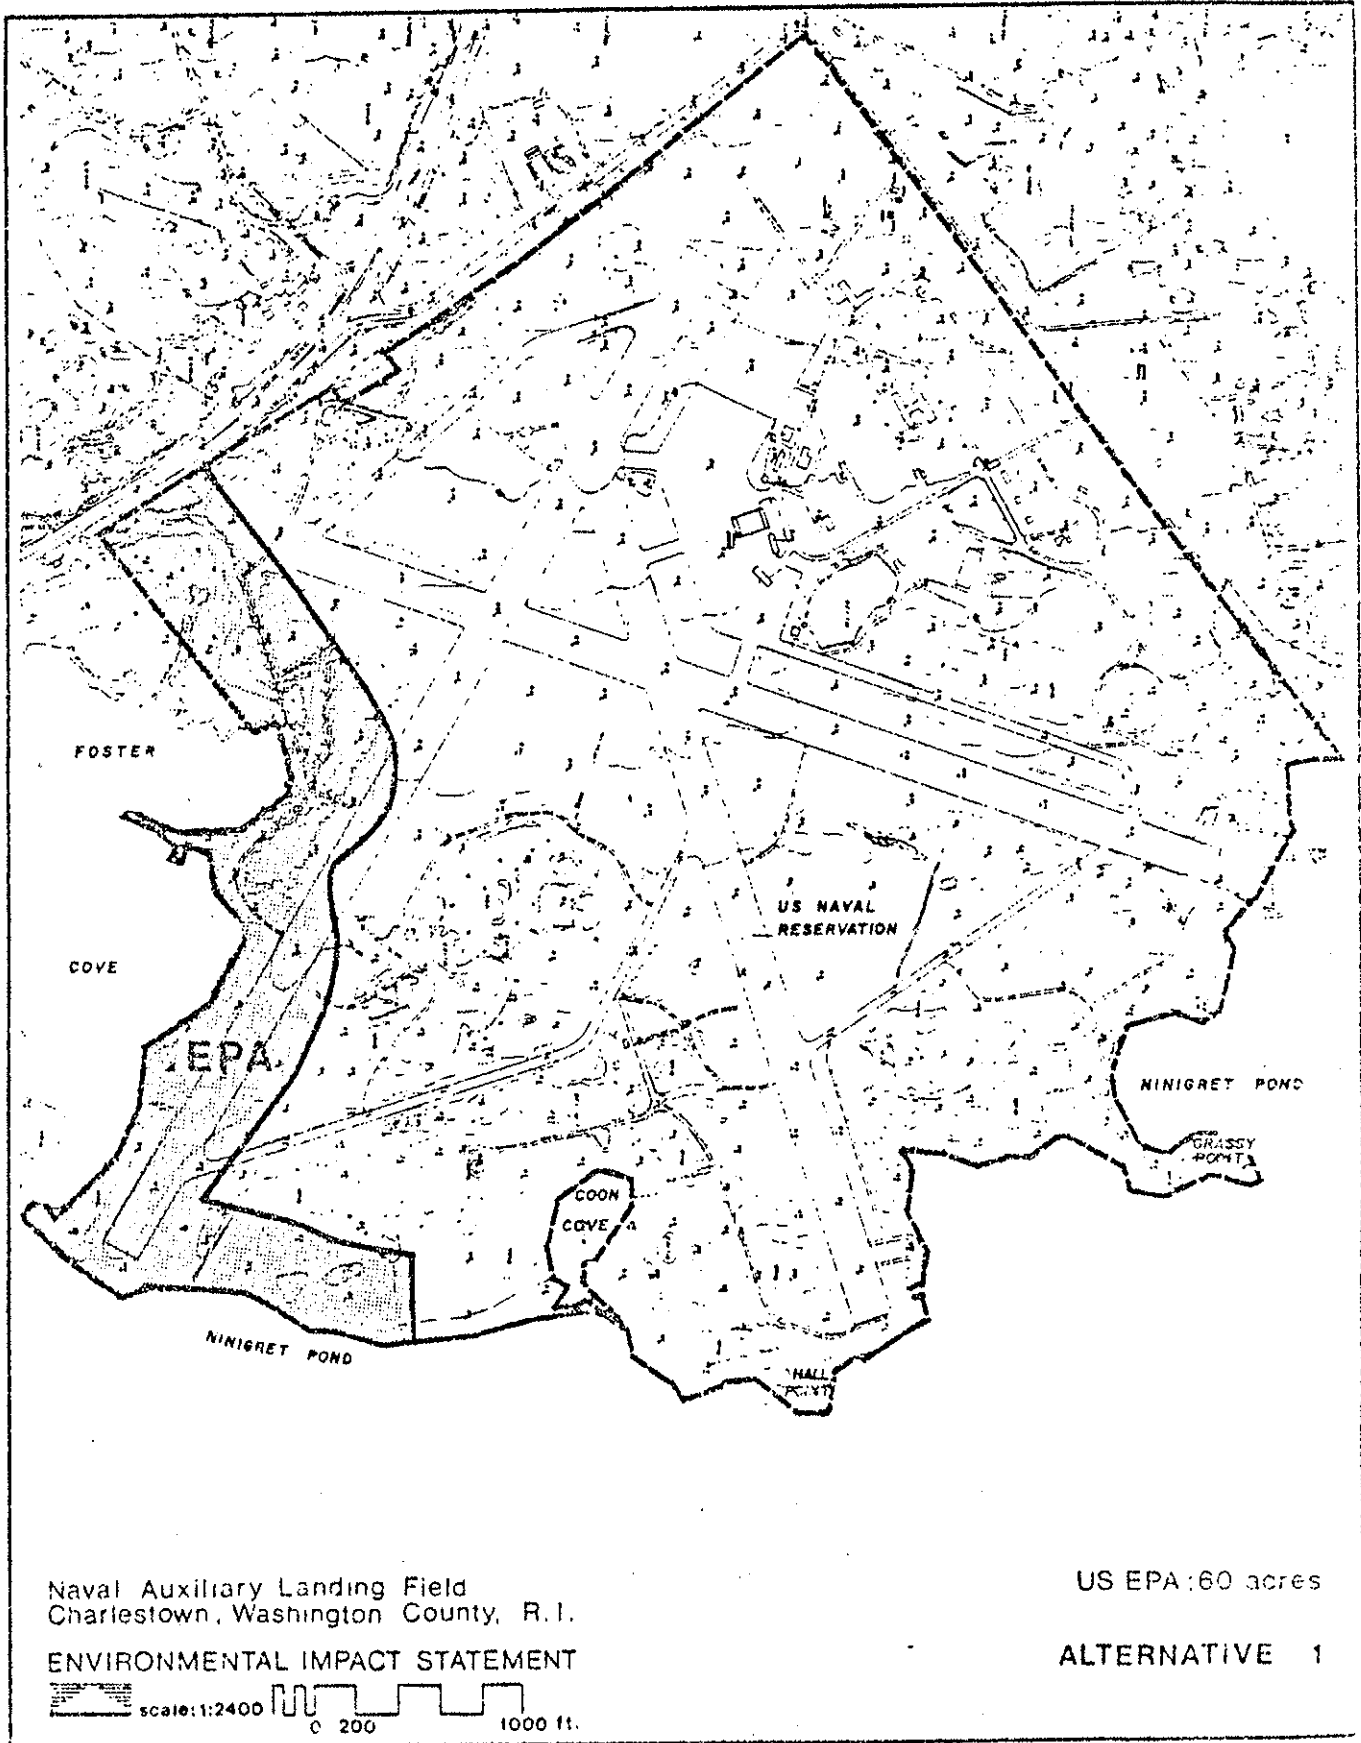 FOSTER
COVE
EPA
US NAVAL
RESERVATION
NINIGRET POND
GRASSY
POINT
COON
COVE
NINIGRET POND
HALL
POINT
Naval Auxiliary Landing Field
Charlestown, Washington County, R.I.
US EPA:60 acres
ENVIRONMENTAL IMPACT STATEMENT
ALTERNATIVE 1
scale:1:2400
0 200 1000 ft.